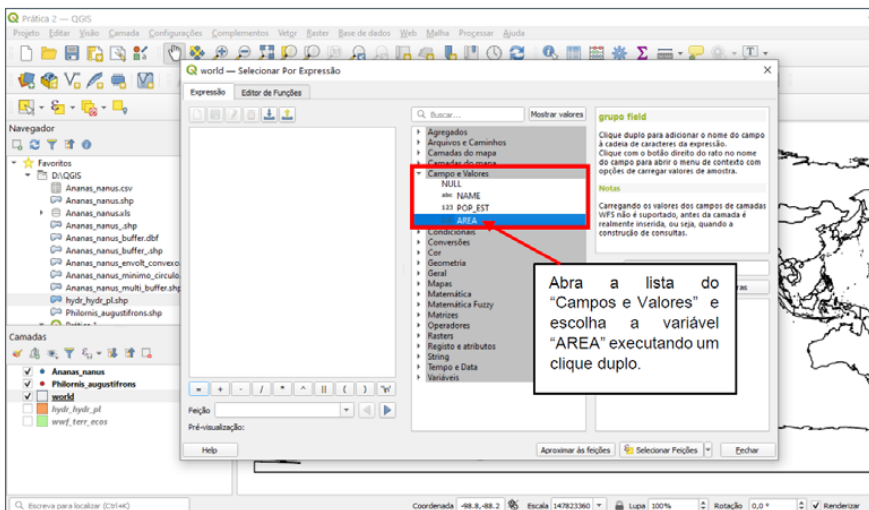 Prática 2 — QGIS
Projeto Editar Visão Camada Configurações Complementos Vetor Raster Base de dados Web Malha Processar Ajuda
world — Selecionar Por Expressão
Expressão Editor de Funções
Buscar... Mostrar valores
Agregados
Arquivos e Caminhos
Camadas do mapa
Camadas do mapa
Campo e Valores
NULL
abc NAME
123 POP_EST
AREA
Condicionais
Conversões
Cor
Geometria
Geral
Mapas
Matemática
Matemática Fuzzy
Matrizes
Operadores
Rasters
Registo e atributos
String
Tempo e Data
Variáveis
grupo field
Clique duplo para adicionar o nome do campo
à cadeia de caracteres da expressão.
Clique com o botão direito do rato no nome
do campo para abrir o menu de contexto com
opções de carregar valores de amostra.
Notas
Carregando os valores dos campos de camadas
WFS não é suportado, antes da camada é
realmente inserida, ou seja, quando a
construção de consultas.
Abra a lista do
“Campos e Valores” e
escolha a variável
“AREA” executando um
clique duplo.
= + - / * ^ || ( ) '\n'
Feição
Pré-visualização:
Help Aproximar às feições Selecionar Feições Fechar
Navegador
Favoritos
D:\QGIS
Ananas_nanus.csv
Ananas_nanus.shp
Ananas_nanus.xls
Ananas_nanus_.shp
Ananas_nanus_buffer.dbf
Ananas_nanus_buffer_.shp
Ananas_nanus_envolt_convexo.
Ananas_nanus_minimo_circulo.
Ananas_nanus_multi_buffer.shp
hydr_hydr_pl.shp
Philornis_augustifrons.shp
Camadas
Ananas_nanus
Philornis_augustifrons
world
hydr_hydr_pl
wwf_terr_ecos
Escreva para localizar (Ctrl+K) Coordenada -98.8,-88.2 Escala 147823360 Lupa 100% Rotação 0,0 ° Renderizar